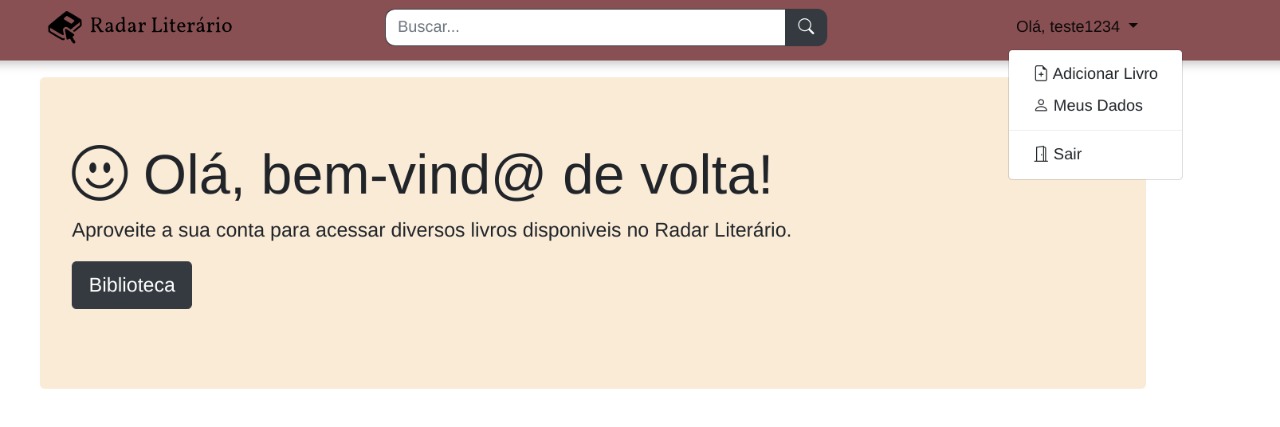 Radar Literário
Buscar...
Olá, teste1234
Adicionar Livro
Meus Dados
Sair
Olá, bem-vind@ de volta!
Aproveite a sua conta para acessar diversos livros disponiveis no Radar Literário.
Biblioteca